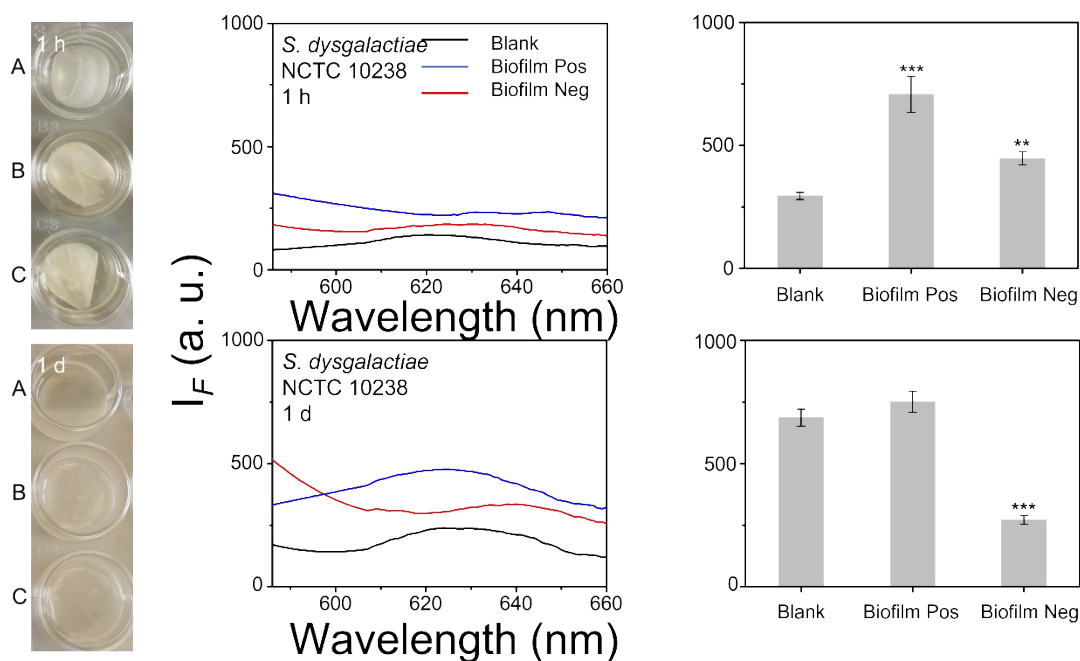 1 h
A
B3
B
C3
C
1 d
A
B
C
I_F (a. u.)
1000
500
0
S. dysgalactiae
NCTC 10238
1 h
Blank
Biofilm Pos
Biofilm Neg
600 620 640 660
Wavelength (nm)
1000
500
0
S. dysgalactiae
NCTC 10238
1 d
600 620 640 660
Wavelength (nm)
1000
500
0
***
**
Blank Biofilm Pos Biofilm Neg
1000
500
0
***
Blank Biofilm Pos Biofilm Neg